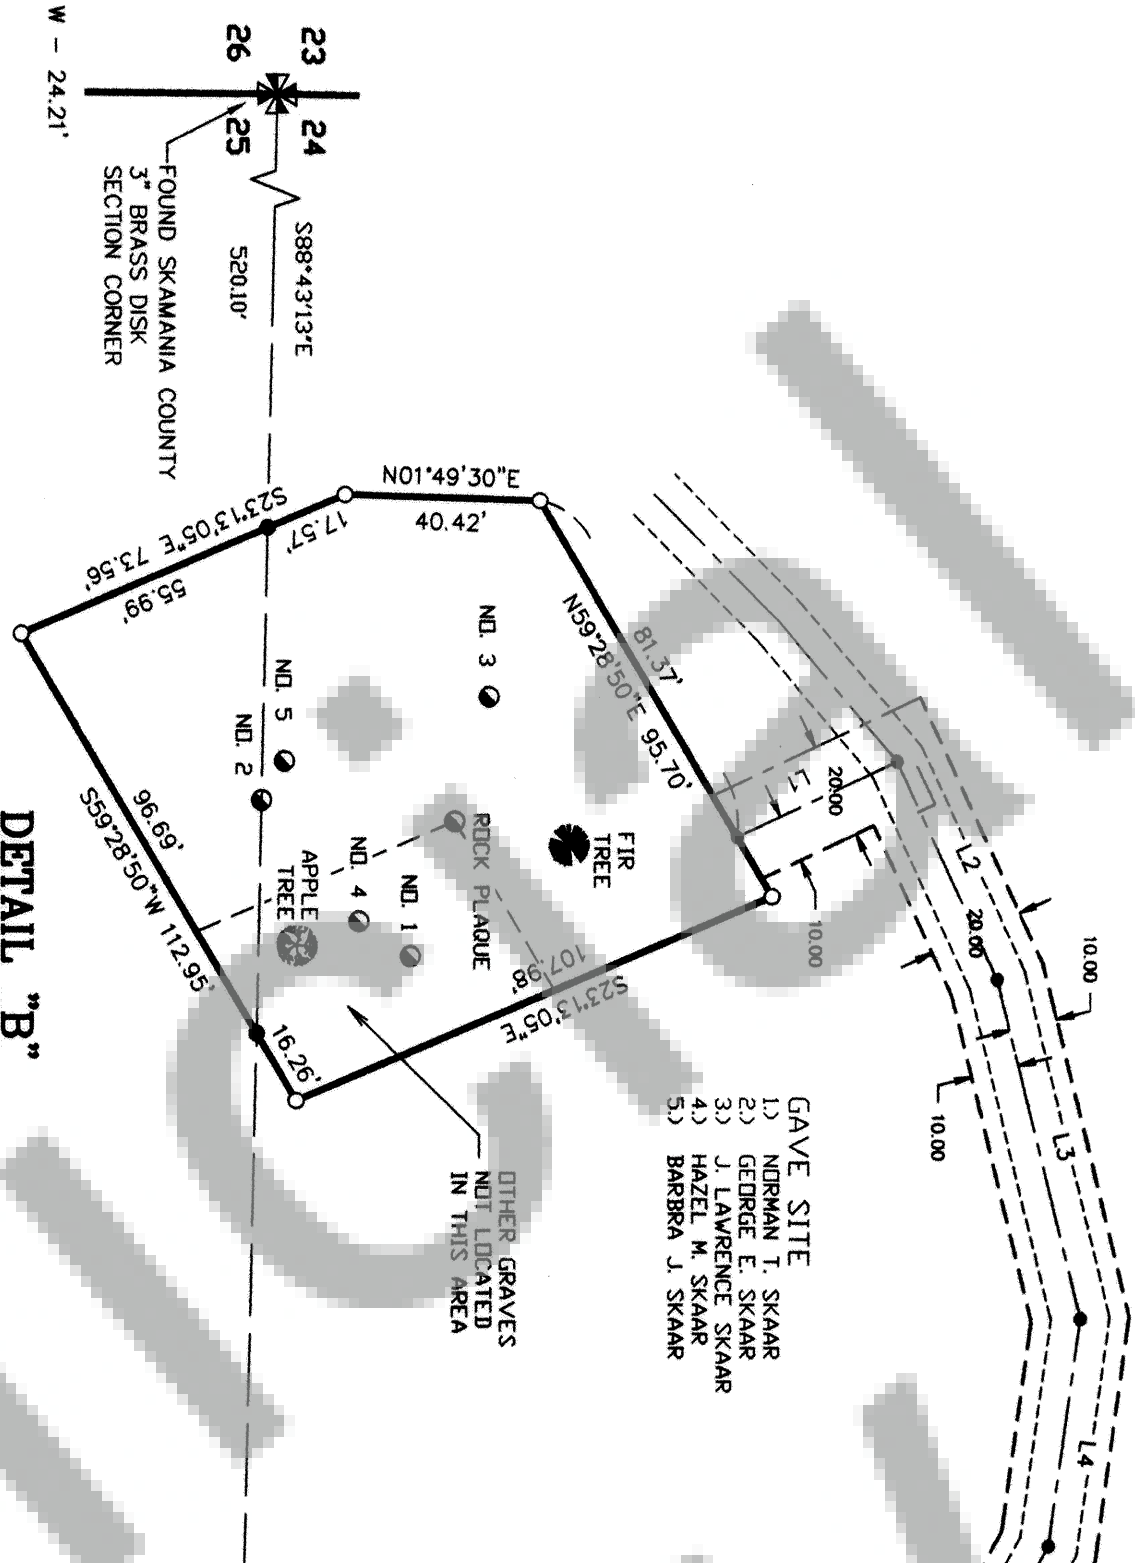 W - 24.21'
26
23
25
24
FOUND SKAMANIA COUNTY
3" BRASS DISK
SECTION CORNER
S88°43'13"E
520.10'
N01°49'30"E
40.42'
17.57'
S23°13'05"E 73.56'
55.99'
81.37'
N59°28'50"E 95.70'
L1
20.00
10.00
L2
20.00
10.00
10.00
L3
L4
NO. 3
NO. 5
NO. 2
NO. 4
NO. 1
ROCK PLAQUE
FIR
TREE
APPLE
TREE
107.98'
S23°13'05"E
96.69'
S59°28'50"W 112.95'
16.26'
OTHER GRAVES
NOT LOCATED
IN THIS AREA
GAVE SITE
1.) NORMAN T. SKAAR
2.) GEORGE E. SKAAR
3.) J. LAWRENCE SKAAR
4.) HAZEL M. SKAAR
5.) BARBRA J. SKAAR
DETAIL "B"